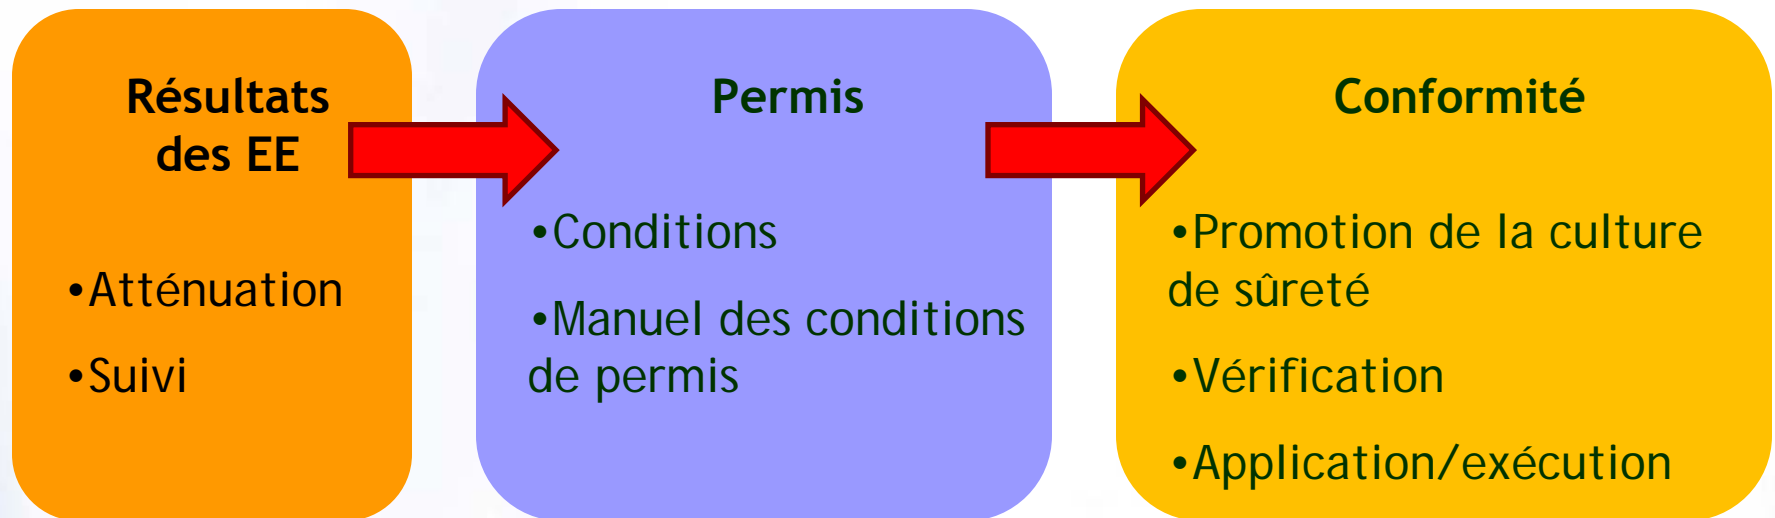 Résultats
des EE
•Atténuation
•Suivi
Permis
•Conditions
•Manuel des conditions
de permis
Conformité
•Promotion de la culture
de sûreté
•Vérification
•Application/exécution